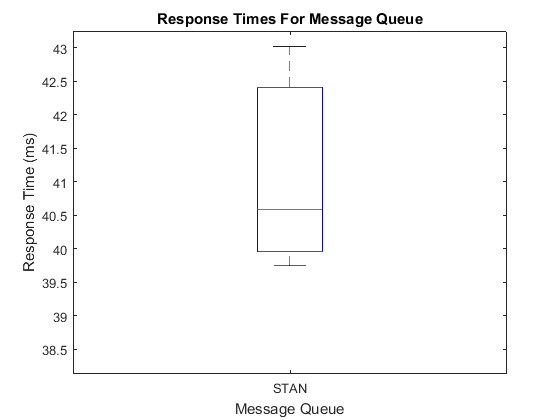 Response Times For Message Queue
43
42.5
42
41.5
41
40.5
40
39.5
39
38.5
Response Time (ms)
STAN
Message Queue